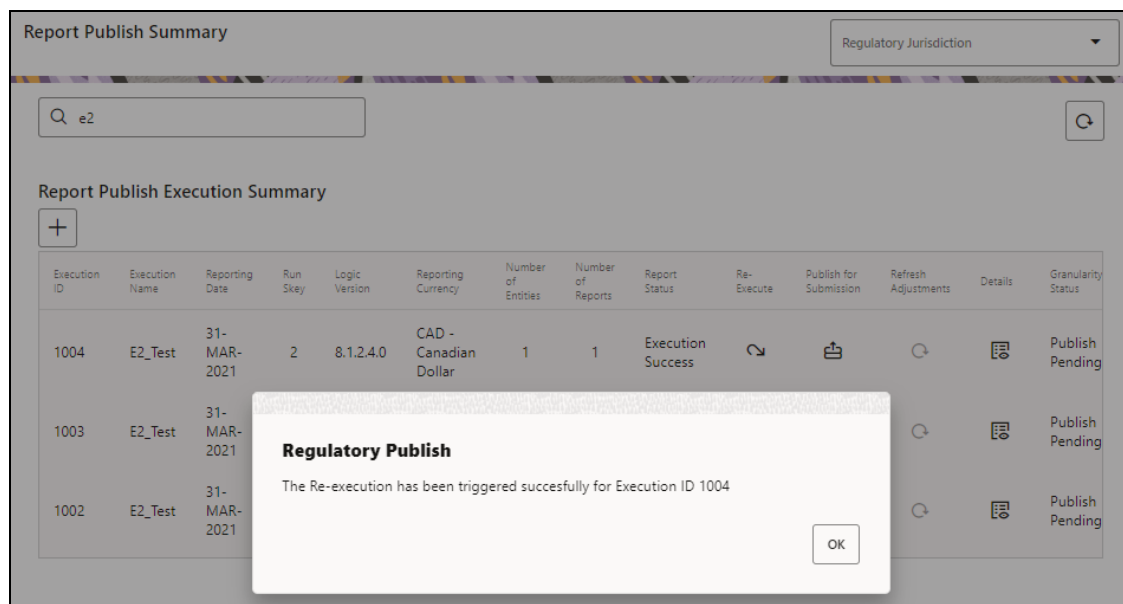 Report Publish Summary
Regulatory Jurisdiction
e2
Report Publish Execution Summary
Execution ID
Execution Name
Reporting Date
Run Skey
Logic Version
Reporting Currency
Number of Entities
Number of Reports
Report Status
Re-Execute
Publish for Submission
Refresh Adjustments
Details
Granularity Status
1004
E2_Test
31-
MAR-
2021
2
8.1.2.4.0
CAD -
Canadian
Dollar
1
1
Execution
Success
Publish
Pending
1003
E2_Test
31-
MAR-
2021
Publish
Pending
1002
E2_Test
31-
MAR-
2021
Publish
Pending
Regulatory Publish
The Re-execution has been triggered succesfully for Execution ID 1004
OK